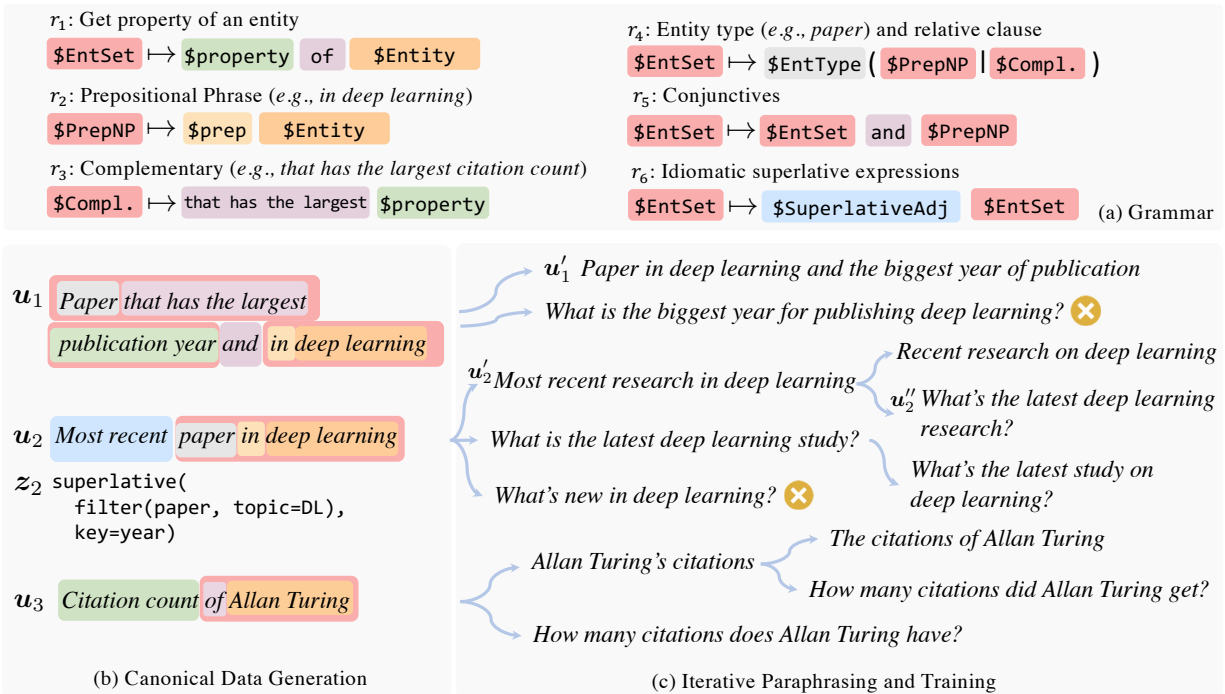 r1: Get property of an entity
$EntSet ↦ $property of $Entity
r2: Prepositional Phrase (e.g., in deep learning)
$PrepNP ↦ $prep $Entity
r3: Complementary (e.g., that has the largest citation count)
$Compl. ↦ that has the largest $property
r4: Entity type (e.g., paper) and relative clause
$EntSet ↦ $EntType ( $PrepNP | $Compl. )
r5: Conjunctives
$EntSet ↦ $EntSet and $PrepNP
r6: Idiomatic superlative expressions
$EntSet ↦ $SuperlativeAdj $EntSet
(a) Grammar
u1 Paper that has the largest
publication year and in deep learning
u2 Most recent paper in deep learning
z2 superlative(
filter(paper, topic=DL),
key=year)
u3 Citation count of Allan Turing
(b) Canonical Data Generation
u′1 Paper in deep learning and the biggest year of publication
What is the biggest year for publishing deep learning?
u′2 Most recent research in deep learning
Recent research on deep learning
u″2 What's the latest deep learning
research?
What is the latest deep learning study?
What's the latest study on
deep learning?
What's new in deep learning?
Allan Turing's citations
The citations of Allan Turing
How many citations did Allan Turing get?
How many citations does Allan Turing have?
(c) Iterative Paraphrasing and Training